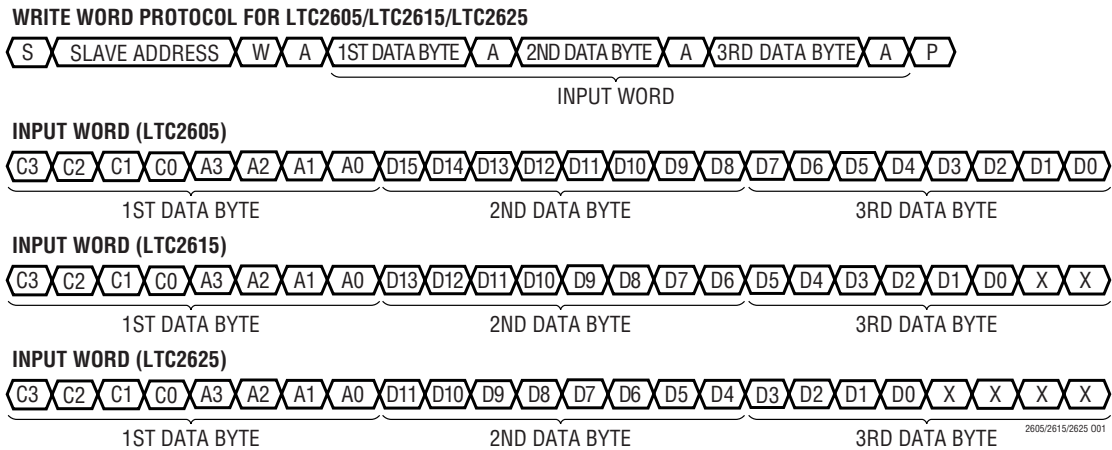 WRITE WORD PROTOCOL FOR LTC2605/LTC2615/LTC2625
S SLAVE ADDRESS W A 1ST DATA BYTE A 2ND DATA BYTE A 3RD DATA BYTE A P
INPUT WORD
INPUT WORD (LTC2605)
C3 C2 C1 C0 A3 A2 A1 A0 D15 D14 D13 D12 D11 D10 D9 D8 D7 D6 D5 D4 D3 D2 D1 D0
1ST DATA BYTE 2ND DATA BYTE 3RD DATA BYTE
INPUT WORD (LTC2615)
C3 C2 C1 C0 A3 A2 A1 A0 D13 D12 D11 D10 D9 D8 D7 D6 D5 D4 D3 D2 D1 D0 X X
1ST DATA BYTE 2ND DATA BYTE 3RD DATA BYTE
INPUT WORD (LTC2625)
C3 C2 C1 C0 A3 A2 A1 A0 D11 D10 D9 D8 D7 D6 D5 D4 D3 D2 D1 D0 X X X X
1ST DATA BYTE 2ND DATA BYTE 3RD DATA BYTE 2605/2615/2625 O01